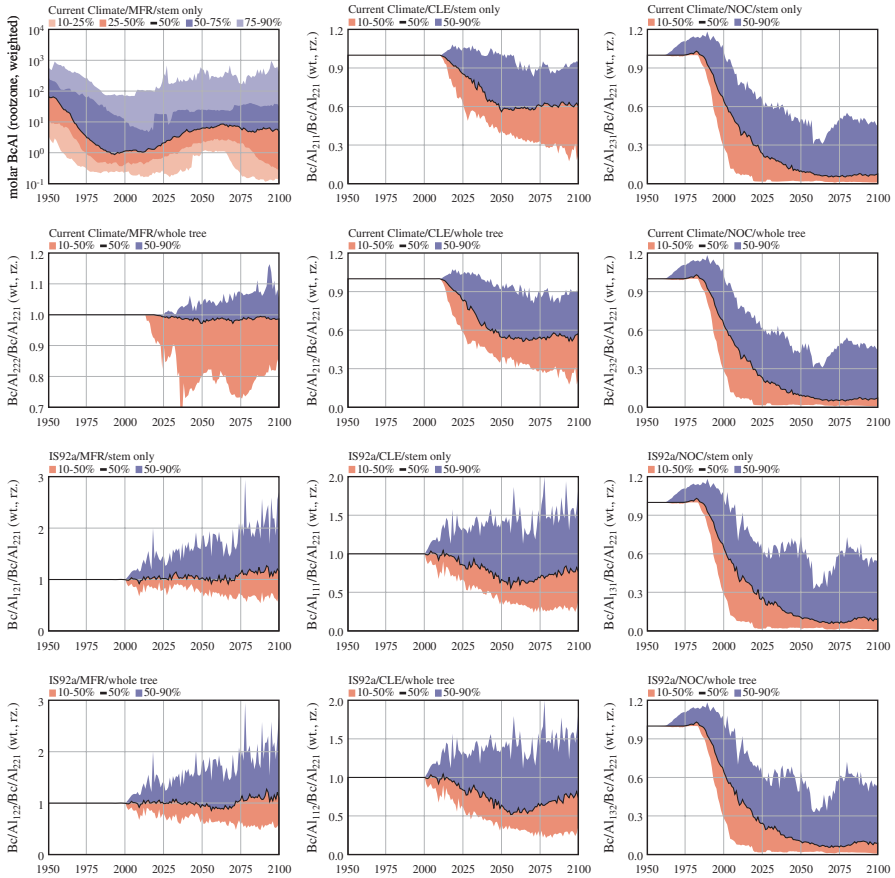 Current Climate/MFR/stem only
10-25% 25-50% 50% 50-75% 75-90%
molar BcAl (rootzone, weighted)
10⁴
10³
10²
10¹
10⁰
10⁻¹
1950 1975 2000 2025 2050 2075 2100
Current Climate/CLE/stem only
10-50% 50% 50-90%
Bc/Al₂₁₁/Bc/Al₂₂₁ (wt., rz.)
1.2
0.9
0.6
0.3
0.0
1950 1975 2000 2025 2050 2075 2100
Current Climate/NOC/stem only
10-50% 50% 50-90%
Bc/Al₂₃₁/Bc/Al₂₂₁ (wt., rz.)
1.2
0.9
0.6
0.3
0.0
1950 1975 2000 2025 2050 2075 2100
Current Climate/MFR/whole tree
10-50% 50% 50-90%
Bc/Al₂₂₂/Bc/Al₂₂₁ (wt., rz.)
1.2
1.1
1.0
0.9
0.8
0.7
1950 1975 2000 2025 2050 2075 2100
Current Climate/CLE/whole tree
10-50% 50% 50-90%
Bc/Al₂₁₂/Bc/Al₂₂₁ (wt., rz.)
1.2
0.9
0.6
0.3
0.0
1950 1975 2000 2025 2050 2075 2100
Current Climate/NOC/whole tree
10-50% 50% 50-90%
Bc/Al₂₃₂/Bc/Al₂₂₁ (wt., rz.)
1.2
0.9
0.6
0.3
0.0
1950 1975 2000 2025 2050 2075 2100
IS92a/MFR/stem only
10-50% 50% 50-90%
Bc/Al₁₂₁/Bc/Al₂₂₁ (wt., rz.)
3
2
1
0
1950 1975 2000 2025 2050 2075 2100
IS92a/CLE/stem only
10-50% 50% 50-90%
Bc/Al₁₁₁/Bc/Al₂₂₁ (wt., rz.)
2.0
1.5
1.0
0.5
0.0
1950 1975 2000 2025 2050 2075 2100
IS92a/NOC/stem only
10-50% 50% 50-90%
Bc/Al₁₃₁/Bc/Al₂₂₁ (wt., rz.)
1.2
0.9
0.6
0.3
0.0
1950 1975 2000 2025 2050 2075 2100
IS92a/MFR/whole tree
10-50% 50% 50-90%
Bc/Al₁₂₂/Bc/Al₂₂₁ (wt., rz.)
3
2
1
0
1950 1975 2000 2025 2050 2075 2100
IS92a/CLE/whole tree
10-50% 50% 50-90%
Bc/Al₁₁₂/Bc/Al₂₂₁ (wt., rz.)
2.0
1.5
1.0
0.5
0.0
1950 1975 2000 2025 2050 2075 2100
IS92a/NOC/whole tree
10-50% 50% 50-90%
Bc/Al₁₃₂/Bc/Al₂₂₁ (wt., rz.)
1.2
0.9
0.6
0.3
0.0
1950 1975 2000 2025 2050 2075 2100